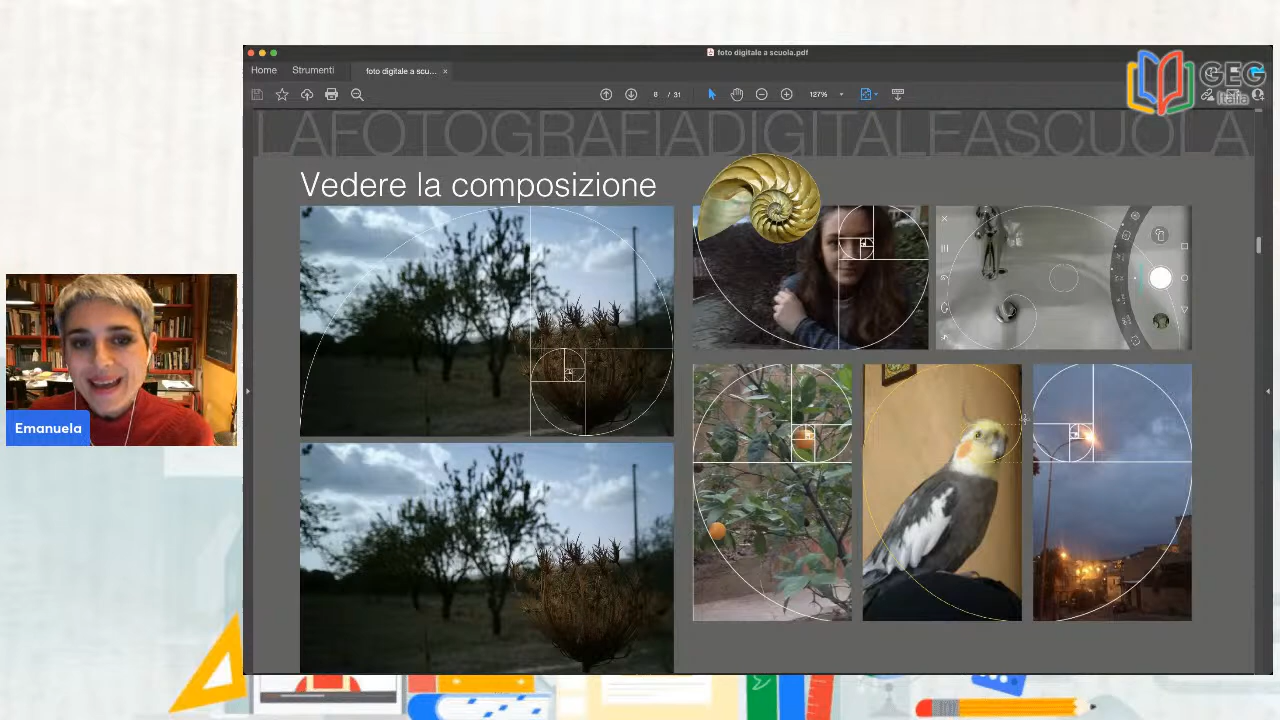 foto digitale a scuola.pdf
Home
Strumenti
foto digitale a scu... ×
8 / 31
127%
GEG
Italia
LAFOTOGRAFIADIGITALEASCUOLA
Vedere la composizione
Emanuela